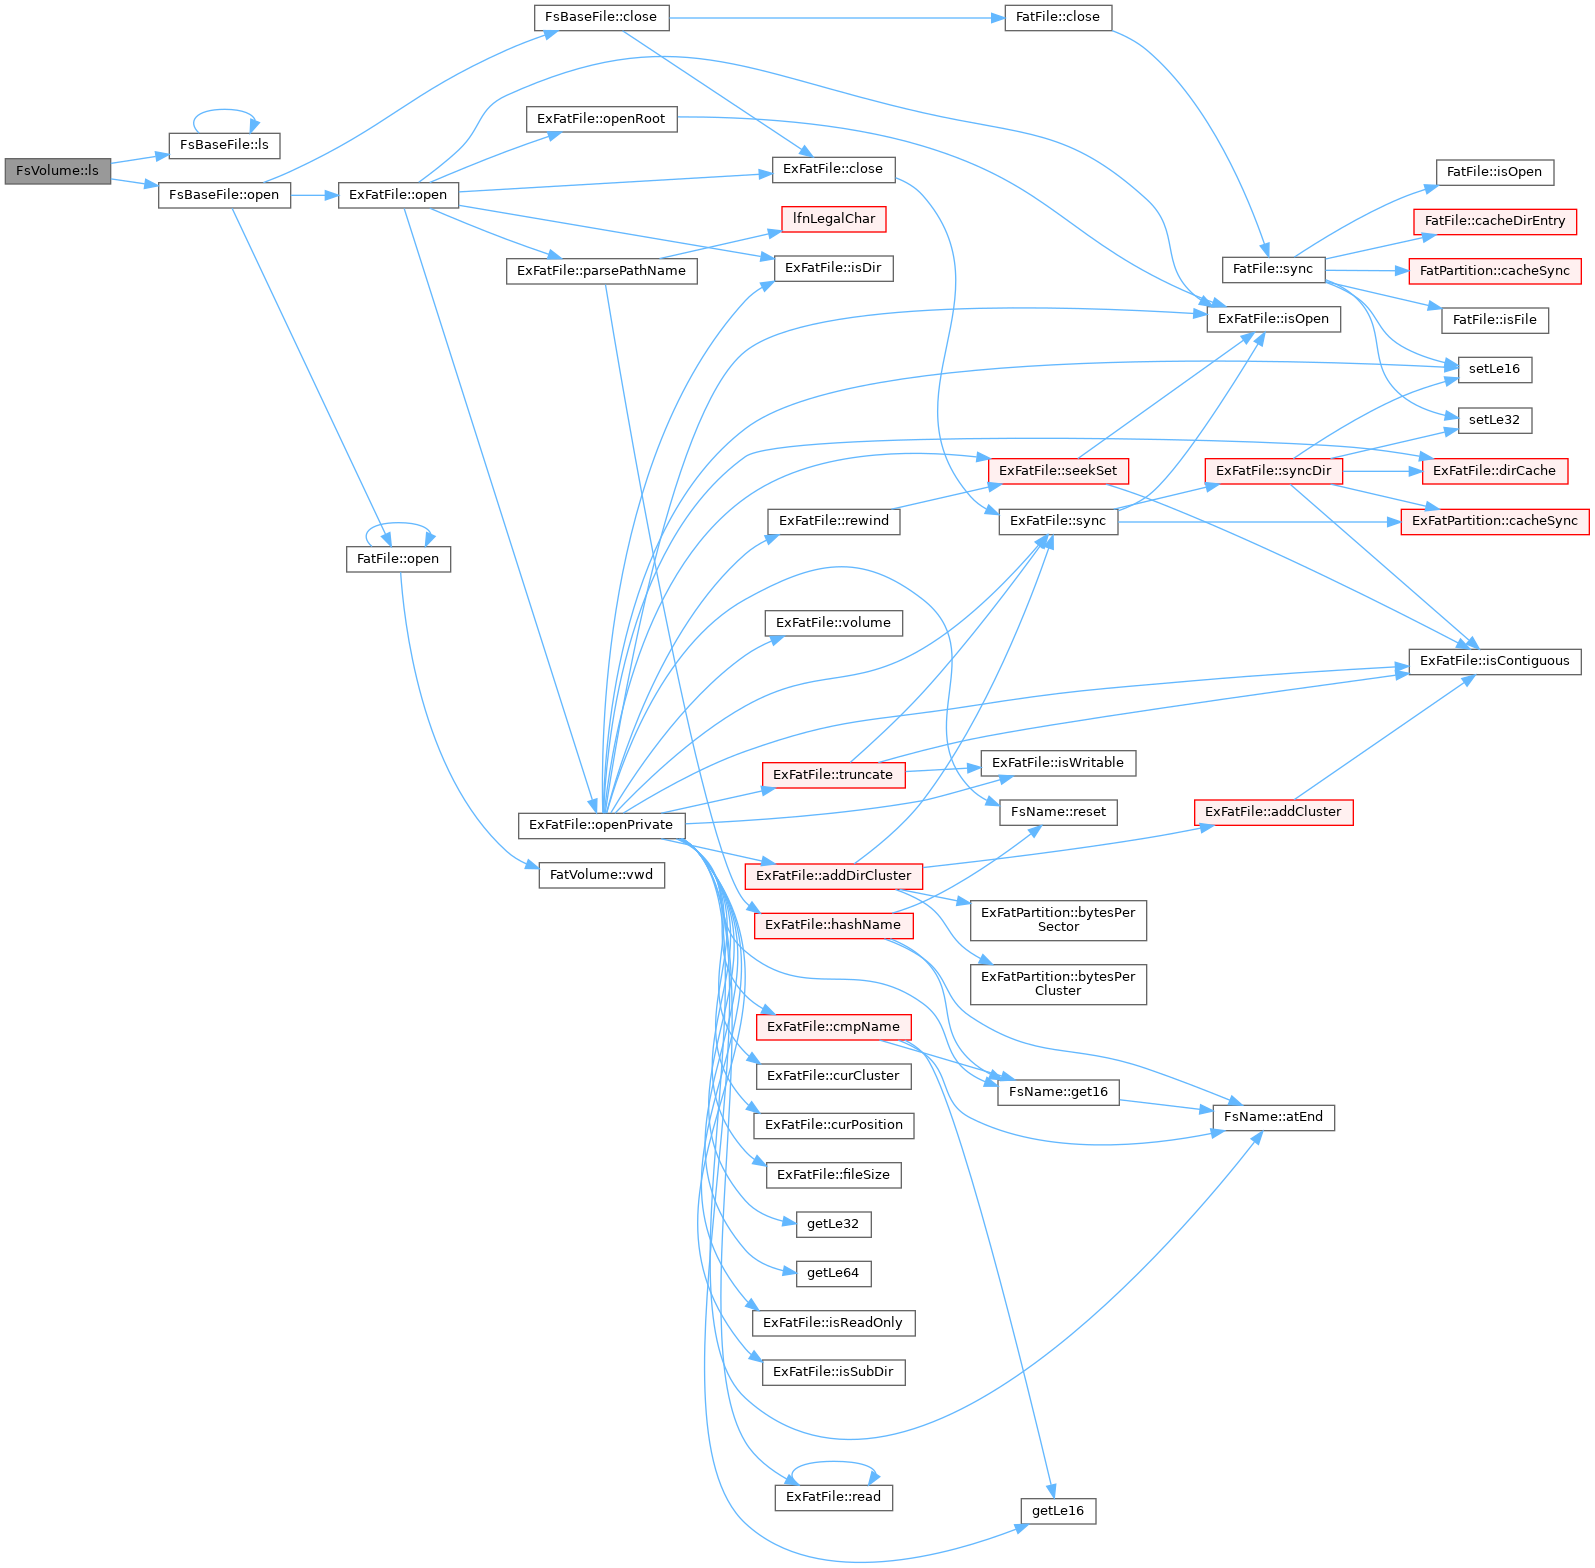 FsBaseFile::close
FatFile::close
ExFatFile::openRoot
FsBaseFile::ls
FsVolume::ls
ExFatFile::close
FatFile::isOpen
FsBaseFile::open
ExFatFile::open
lfnLegalChar
FatFile::cacheDirEntry
ExFatFile::parsePathName
ExFatFile::isDir
FatFile::sync
FatPartition::cacheSync
ExFatFile::isOpen
FatFile::isFile
setLe16
setLe32
ExFatFile::seekSet
ExFatFile::syncDir
ExFatFile::dirCache
ExFatFile::rewind
ExFatFile::sync
ExFatPartition::cacheSync
FatFile::open
ExFatFile::volume
ExFatFile::isContiguous
ExFatFile::truncate
ExFatFile::isWritable
ExFatFile::openPrivate
FsName::reset
ExFatFile::addCluster
FatVolume::vwd
ExFatFile::addDirCluster
ExFatPartition::bytesPer
Sector
ExFatFile::hashName
ExFatPartition::bytesPer
Cluster
ExFatFile::cmpName
ExFatFile::curCluster
FsName::get16
ExFatFile::curPosition
FsName::atEnd
ExFatFile::fileSize
getLe32
getLe64
ExFatFile::isReadOnly
ExFatFile::isSubDir
ExFatFile::read
getLe16